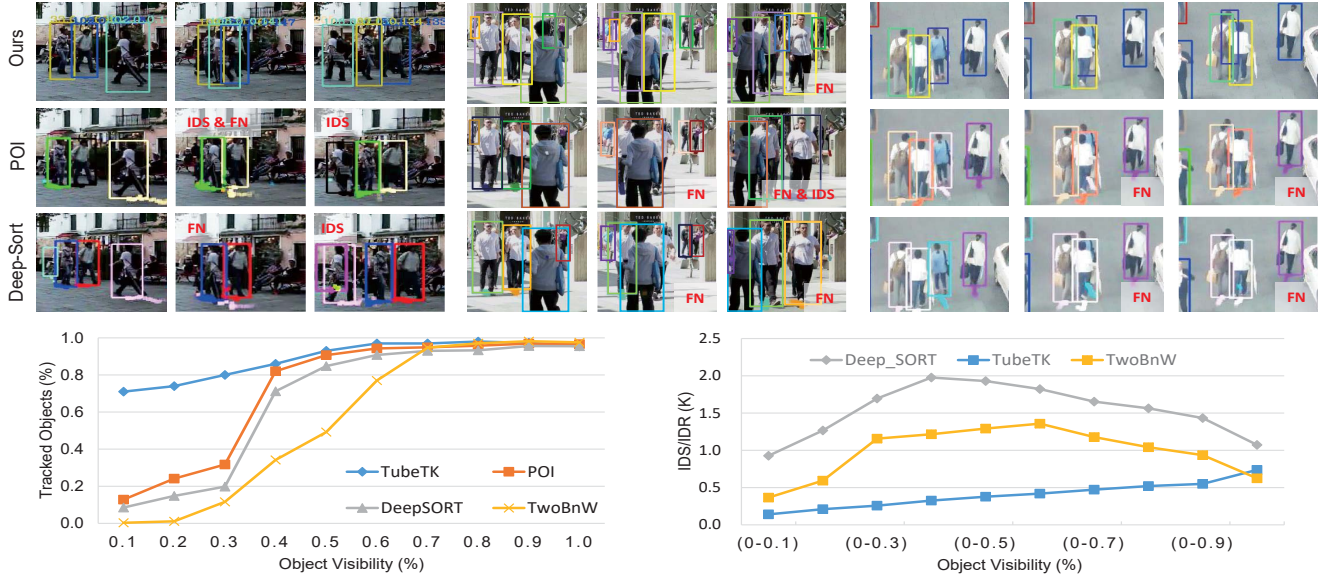 Ours
FN
POI
IDS & FN
IDS
FN
FN & IDS
FN
FN
Deep-Sort
FN
IDS
FN
FN
FN
FN
1.0
0.8
0.6
0.4
0.2
0.0
Tracked Objects (%)
TubeTK
POI
DeepSORT
TwoBnW
0.1 0.2 0.3 0.4 0.5 0.6 0.7 0.8 0.9 1.0
Object Visibility (%)
2.5
2.0
1.5
1.0
0.5
0.0
IDS/IDR (K)
Deep_SORT TubeTK TwoBnW
(0-0.1) (0-0.3) (0-0.5) (0-0.7) (0-0.9)
Object Visibility (%)